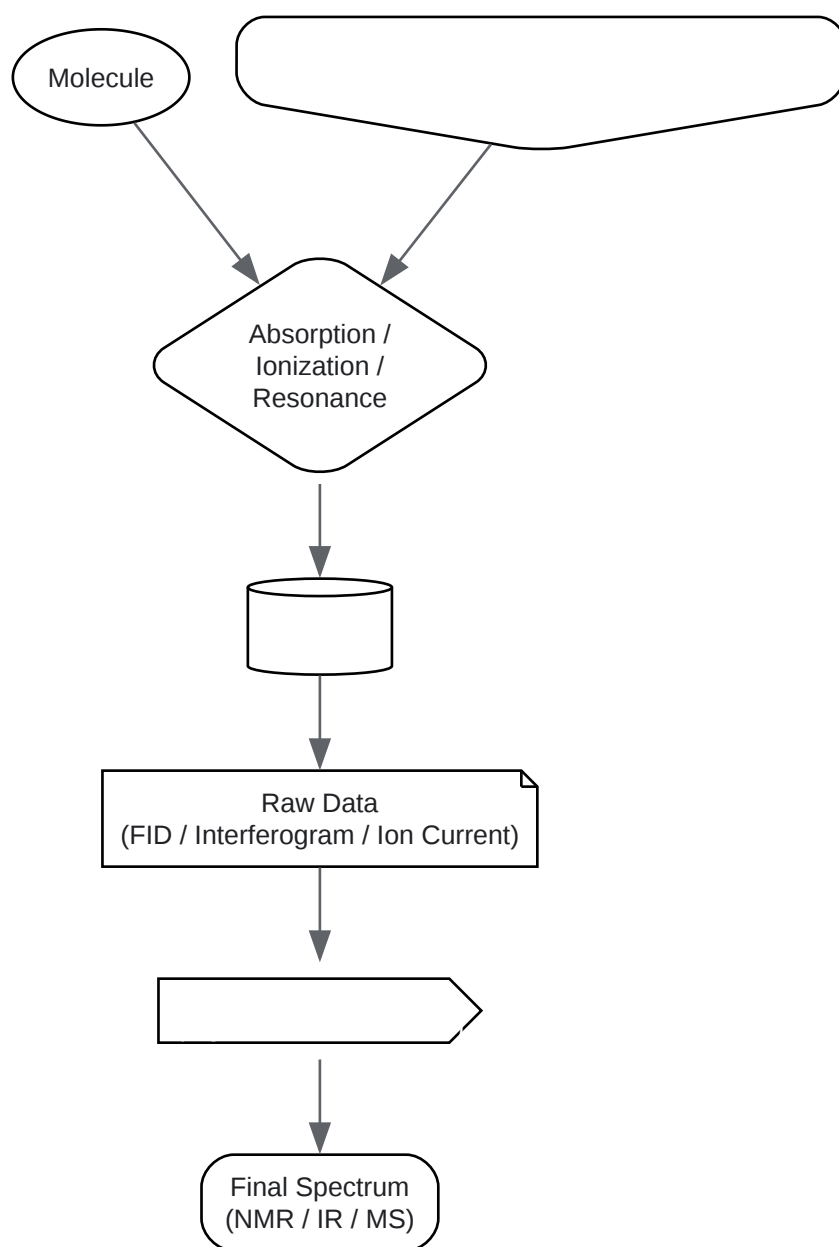 Molecule
Absorption /
Ionization /
Resonance
Raw Data
(FID / Interferogram / Ion Current)
Final Spectrum
(NMR / IR / MS)